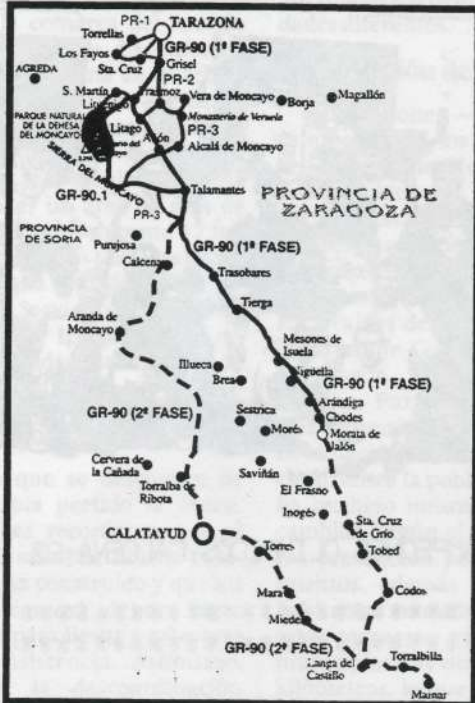 PR-1
TARAZONA
Torrellas
GR-90 (1ª FASE)
Los Fayos
Sta. Cruz
Grisel
AGREDA
PR-2
S. Martín
Trasmoz
Vera de Moncayo
Borja
Magallón
Lituénigo
Monasterio de Veruela
PARQUE NATURAL
DE LA DEHESA
DEL MONCAYO
Litago
PR-3
Añón
Alcalá de Moncayo
SIERRA DEL MONCAYO
GR-90.1
Talamantes
PROVINCIA DE
ZARAGOZA
PR-3
PROVINCIA
DE SORIA
Purujosa
GR-90 (1ª FASE)
Calcena
Trasobares
Tierga
Aranda de
Moncayo
Mesones de
Isuela
Illueca
Nigüella
Brea
GR-90 (1ª FASE)
Arándiga
GR-90 (2ª FASE)
Sestrica
Chodes
Morés
Morata de
Jalón
Cervera de
la Cañada
Saviñán
Torralba de
Ribota
El Frasno
Inogés
CALATAYUD
Sta. Cruz
de Grío
Torres
Tobed
Mara
Codos
Miedes
GR-90 (2ª FASE)
Langa del
Castillo
Torralbilla
Mainar